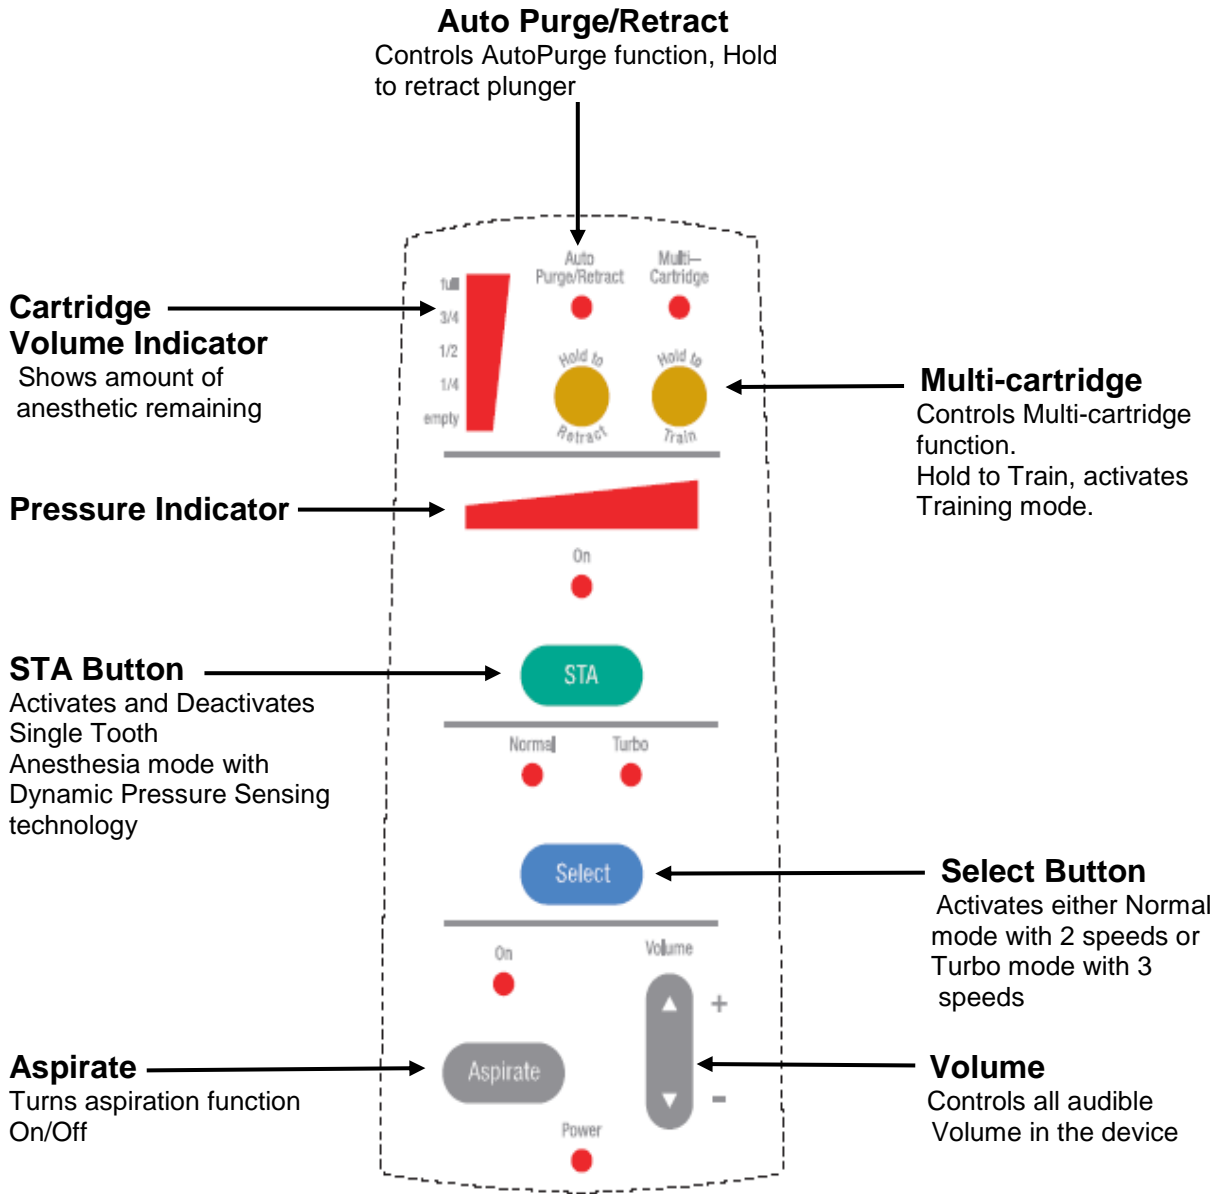 Auto Purge/Retract
Controls AutoPurge function, Hold
to retract plunger
Auto
Purge/Retract
Multi–
Cartridge
full
3/4
1/2
1/4
empty
Hold to
Retract
Hold to
Train
Cartridge
Volume Indicator
Shows amount of
anesthetic remaining
Multi-cartridge
Controls Multi-cartridge
function.
Hold to Train, activates
Training mode.
Pressure Indicator
On
STA
STA Button
Activates and Deactivates
Single Tooth
Anesthesia mode with
Dynamic Pressure Sensing
technology
Normal
Turbo
Select
Select Button
Activates either Normal
mode with 2 speeds or
Turbo mode with 3
speeds
On
Volume
+
–
Aspirate
Power
Aspirate
Turns aspiration function
On/Off
Volume
Controls all audible
Volume in the device